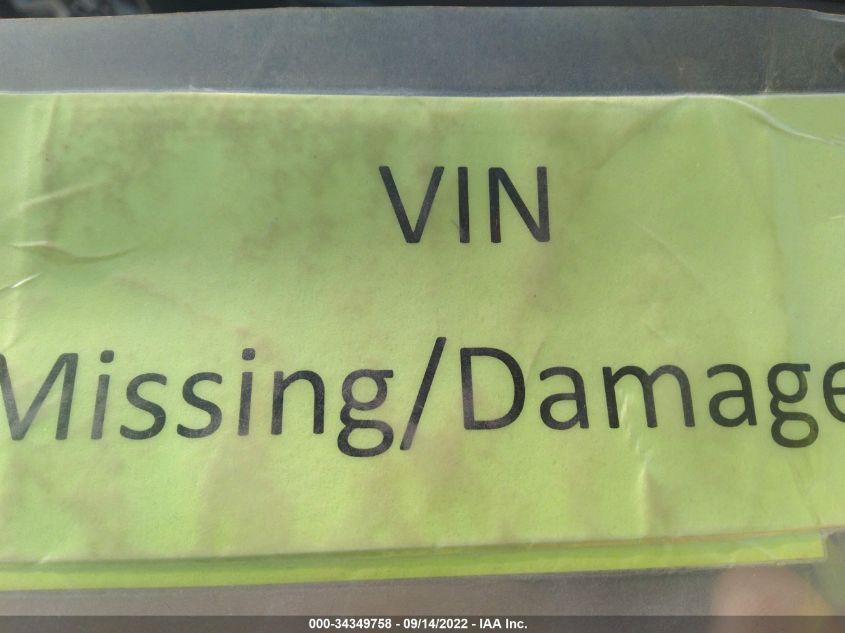 VIN
Missing/Damage
000-34349758 - 09/14/2022 - IAA Inc.